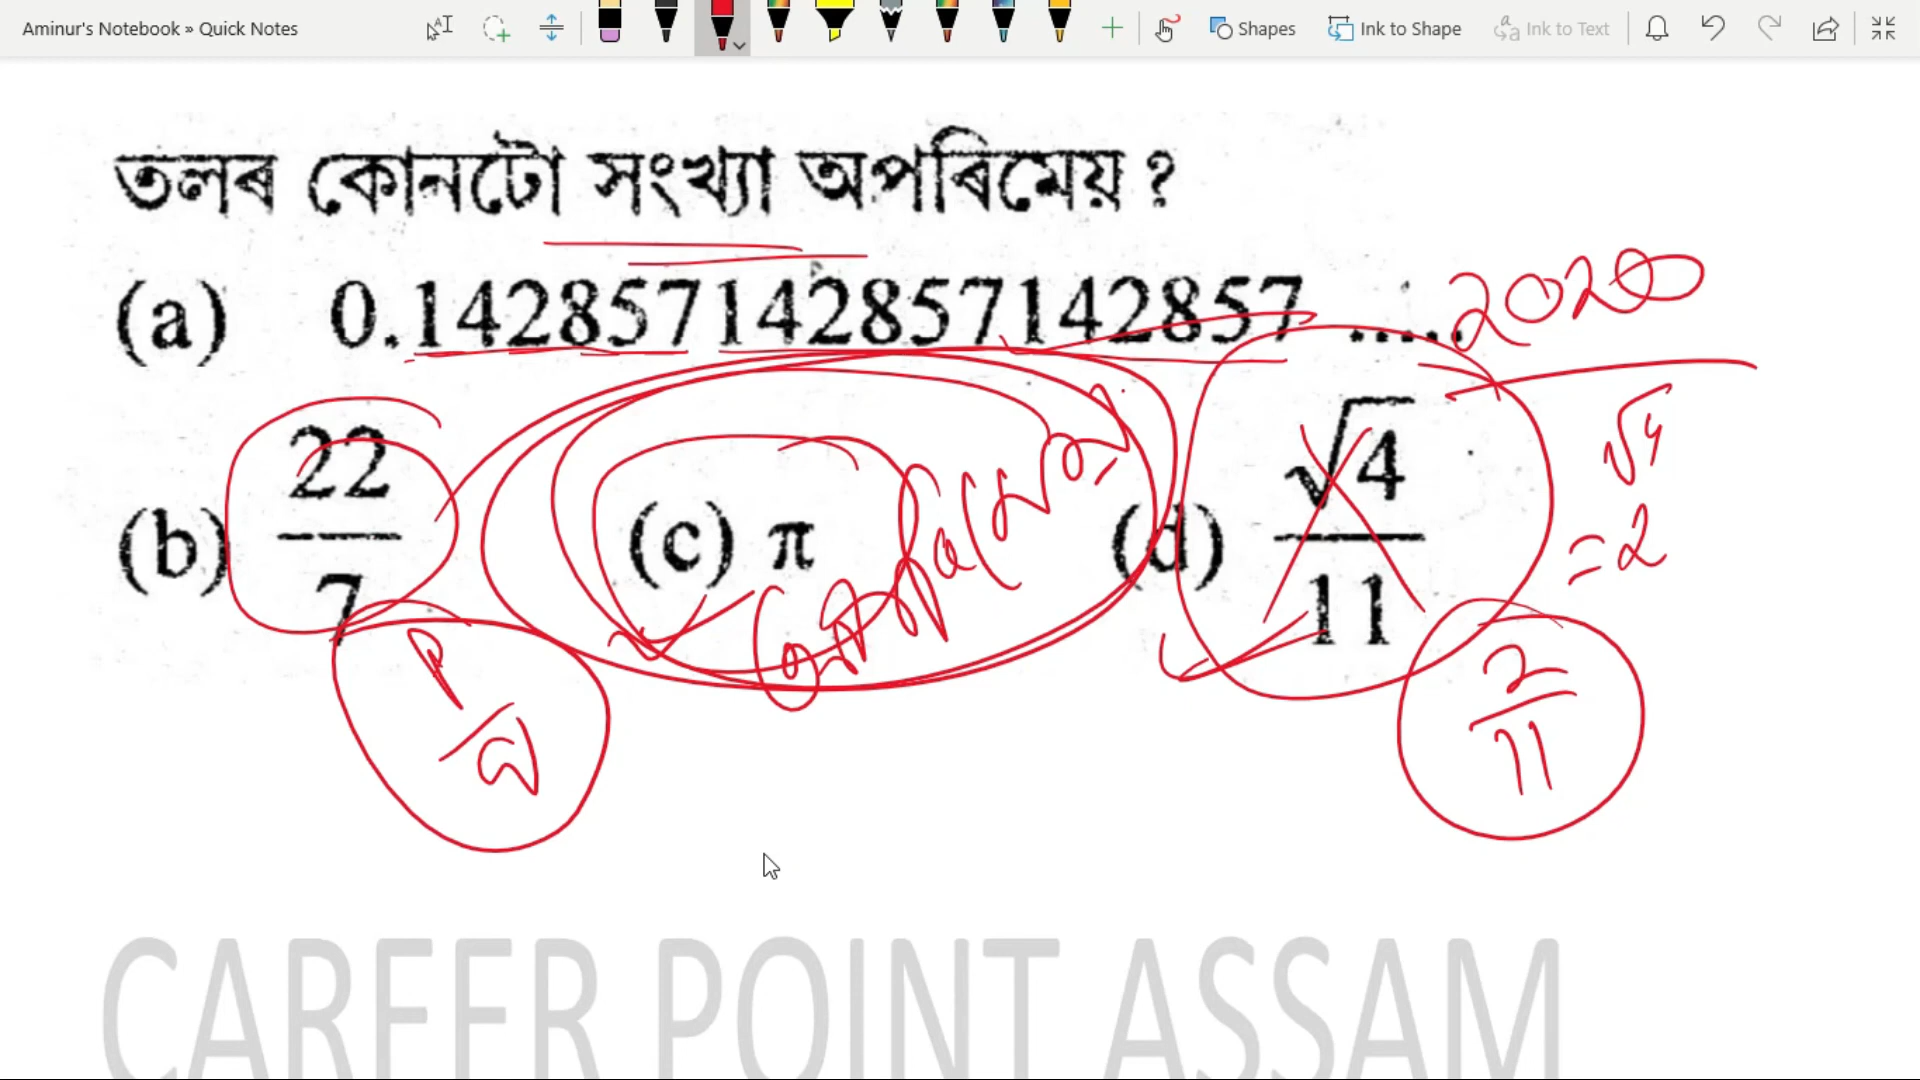 Aminur's Notebook » Quick Notes
Shapes
Ink to Shape
Ink to Text
তলৰ কোনটো সংখ্যা অপৰিমেয় ?
(a) 0.142857142857142857 .....
2020
(b) 22/7 (c) π (d) √4/11
√4
= 2
P/q
2/11
CAREER POINT ASSAM